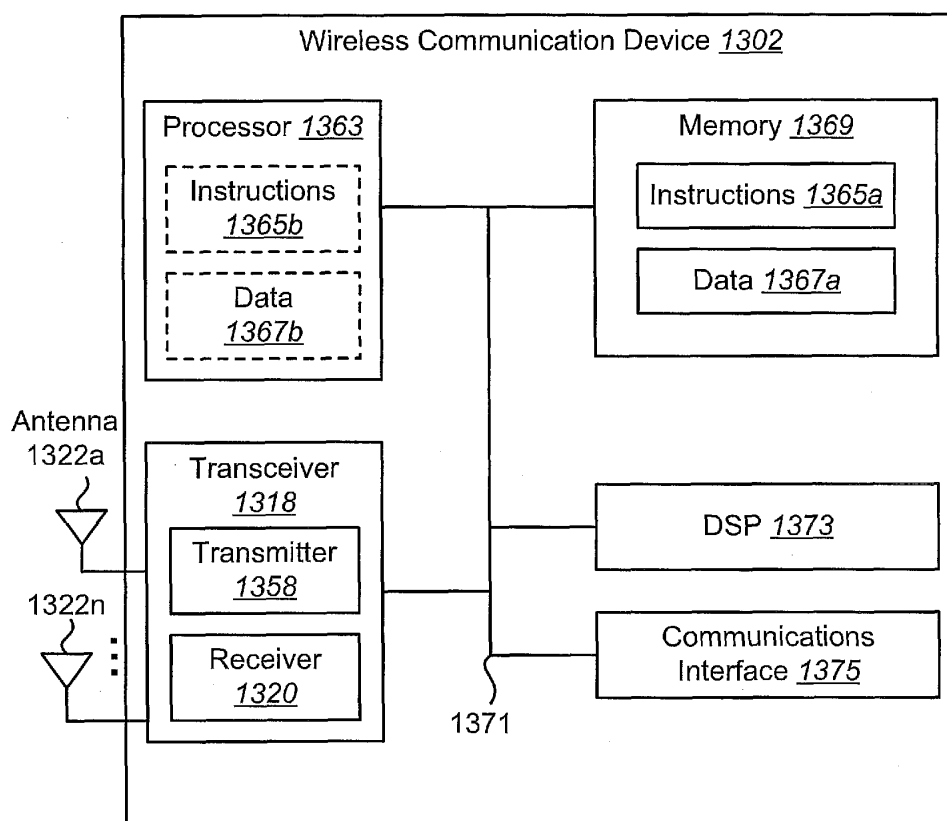 Wireless Communication Device 1302
Processor 1363
Instructions
1365b
Data
1367b
Memory 1369
Instructions 1365a
Data 1367a
Antenna
1322a
1322n
Transceiver
1318
Transmitter
1358
Receiver
1320
DSP 1373
Communications
Interface 1375
1371